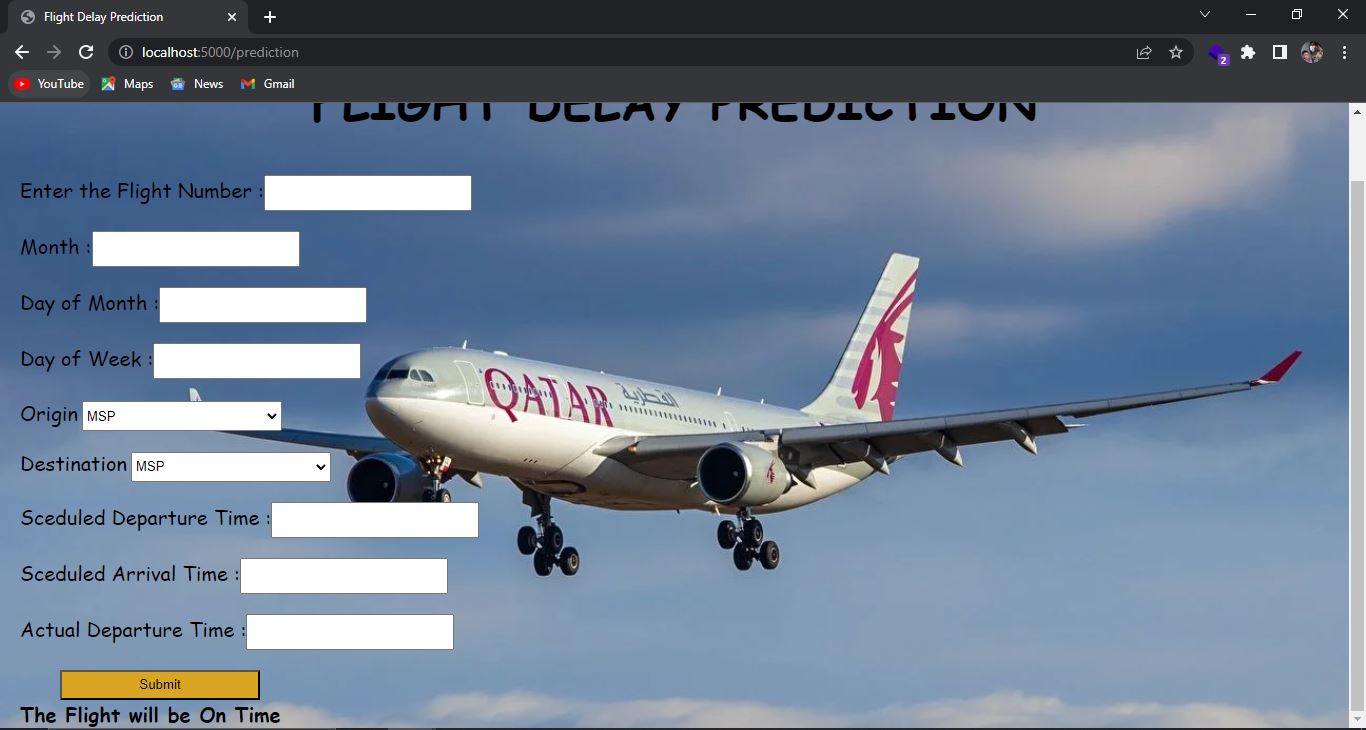 Flight Delay Prediction
localhost:5000/prediction
2
YouTube
Maps
News
Gmail
FLIGHT DELAY PREDICTION
Enter the Flight Number :
Month :
Day of Month :
Day of Week :
Origin MSP
Destination MSP
Sceduled Departure Time :
Sceduled Arrival Time :
Actual Departure Time :
Submit
The Flight will be On Time
QATAR القطرية